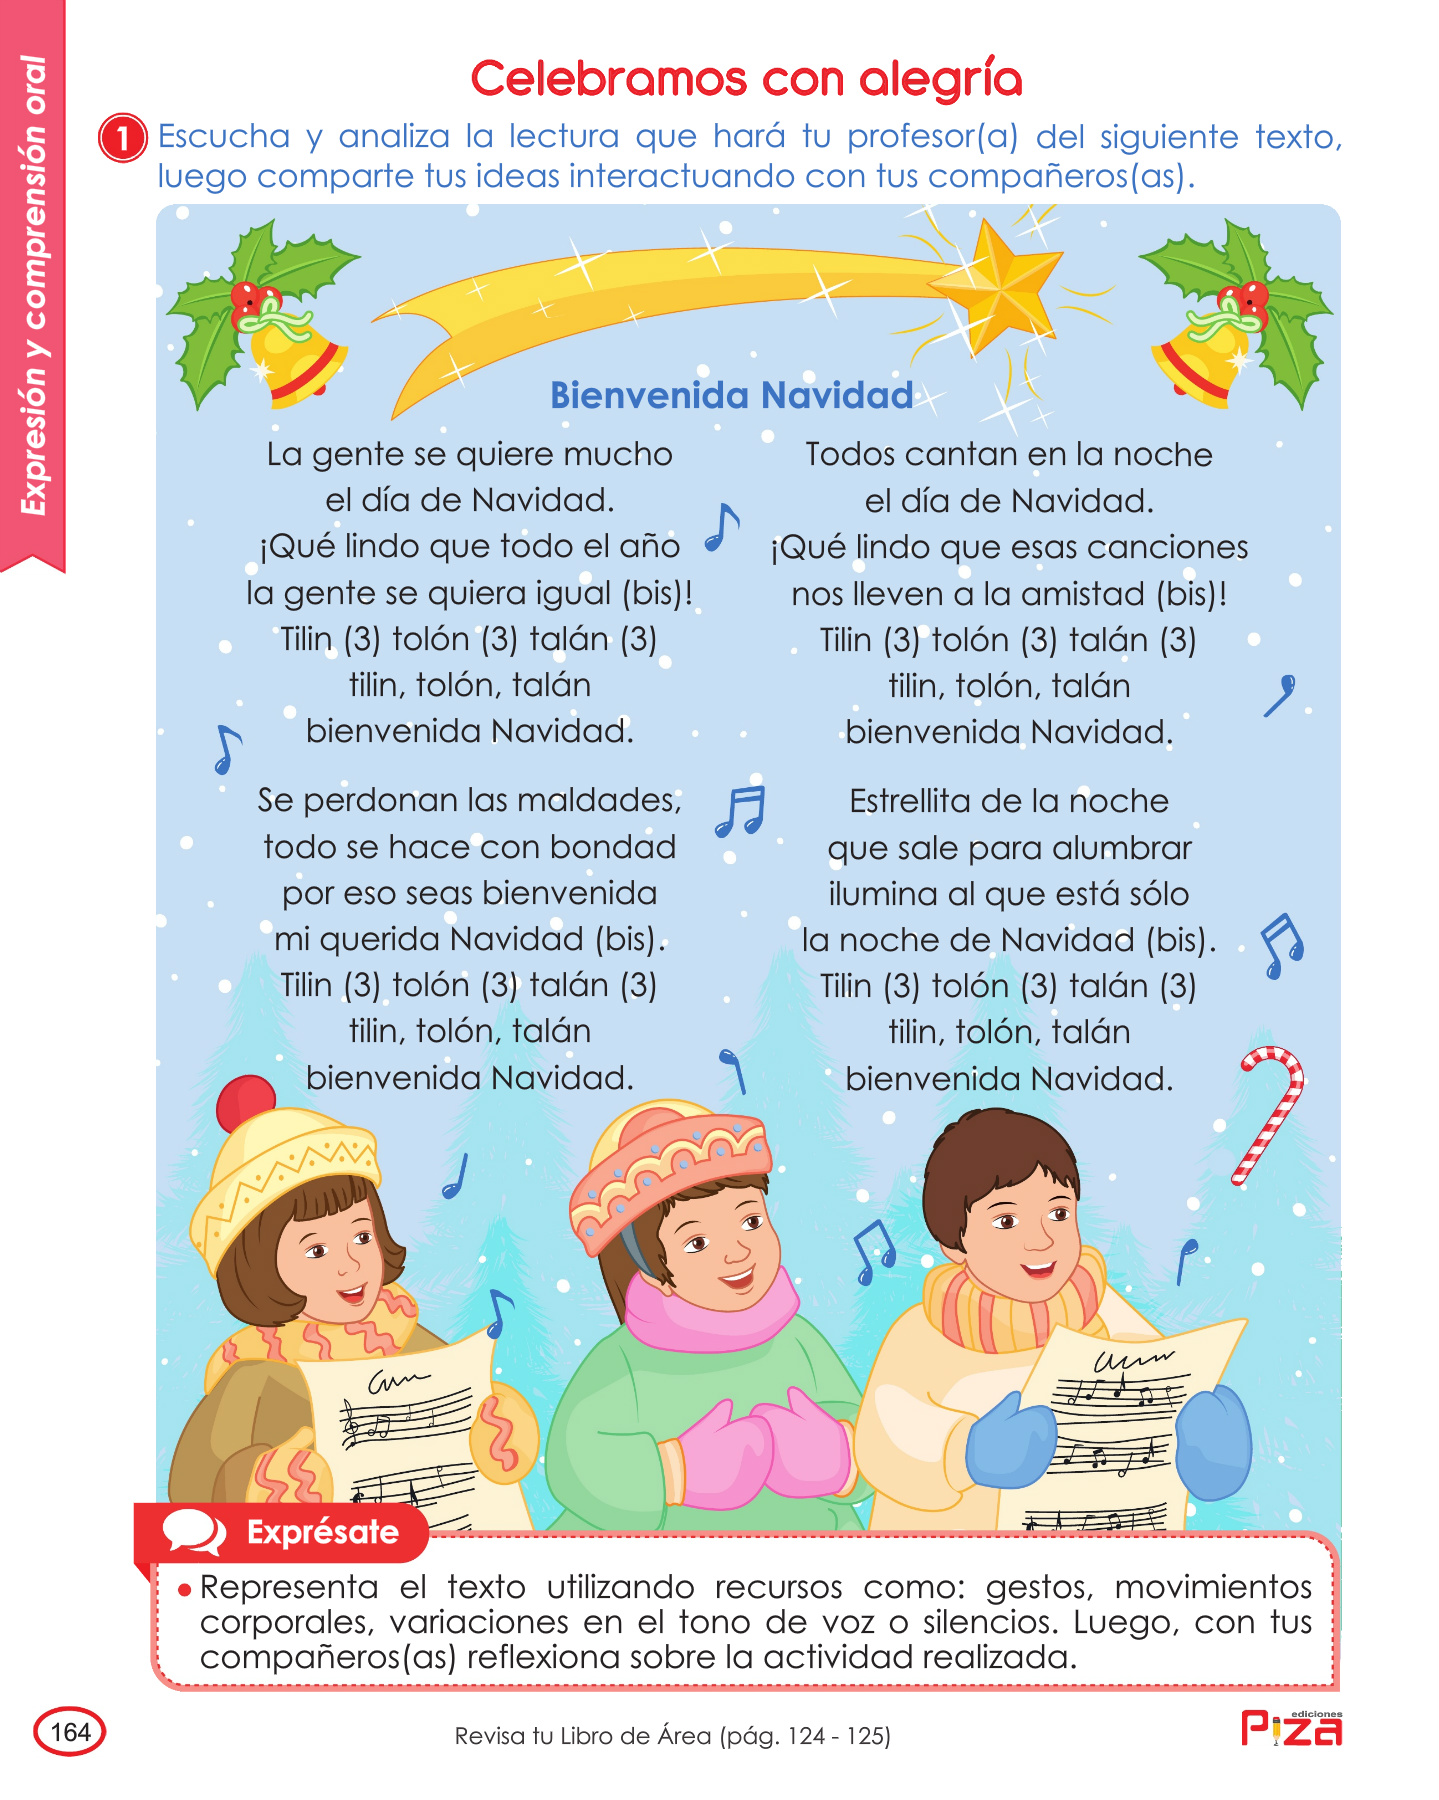 Expresión y comprensión oral
Celebramos con alegría
1 Escucha y analiza la lectura que hará tu profesor(a) del siguiente texto,
luego comparte tus ideas interactuando con tus compañeros(as).
Bienvenida Navidad
La gente se quiere mucho
el día de Navidad.
¡Qué lindo que todo el año
la gente se quiera igual (bis)!
Tilin (3) tolón (3) talán (3)
tilin, tolón, talán
bienvenida Navidad.
Se perdonan las maldades,
todo se hace con bondad
por eso seas bienvenida
mi querida Navidad (bis).
Tilin (3) tolón (3) talán (3)
tilin, tolón, talán
bienvenida Navidad.
Todos cantan en la noche
el día de Navidad.
¡Qué lindo que esas canciones
nos lleven a la amistad (bis)!
Tilin (3) tolón (3) talán (3)
tilin, tolón, talán
bienvenida Navidad.
Estrellita de la noche
que sale para alumbrar
ilumina al que está sólo
la noche de Navidad (bis).
Tilin (3) tolón (3) talán (3)
tilin, tolón, talán
bienvenida Navidad.
Exprésate
• Representa el texto utilizando recursos como: gestos, movimientos
corporales, variaciones en el tono de voz o silencios. Luego, con tus
compañeros(as) reflexiona sobre la actividad realizada.
164
Revisa tu Libro de Área (pág. 124 - 125)
ediciones
Piza